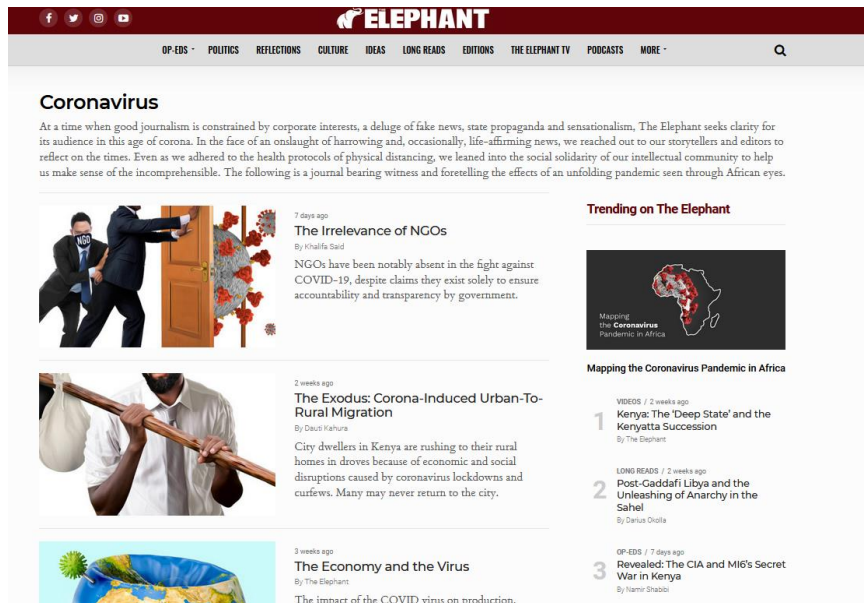 ELEPHANT
OP-EDS
POLITICS
REFLECTIONS
CULTURE
IDEAS
LONG READS
EDITIONS
THE ELEPHANT TV
PODCASTS
MORE
Coronavirus
At a time when good journalism is constrained by corporate interests, a deluge of fake news, state propaganda and sensationalism, The Elephant seeks clarity for
its audience in this age of corona. In the face of an onslaught of harrowing and, occasionally, life-affirming news, we reached out to our storytellers and editors to
reflect on the times. Even as we adhered to the health protocols of physical distancing, we leaned into the social solidarity of our intellectual community to help
us make sense of the incomprehensible. The following is a journal bearing witness and foretelling the effects of an unfolding pandemic seen through African eyes.
NGO
7 days ago
The Irrelevance of NGOs
By Khalifa Said
NGOs have been notably absent in the fight against
COVID-19, despite claims they exist solely to ensure
accountability and transparency by government.
2 weeks ago
The Exodus: Corona-Induced Urban-To-
Rural Migration
By Dauti Kahura
City dwellers in Kenya are rushing to their rural
homes in droves because of economic and social
disruptions caused by coronavirus lockdowns and
curfews. Many may never return to the city.
3 weeks ago
The Economy and the Virus
By The Elephant
The impact of the COVID virus on production,
Trending on The Elephant
Mapping
the Coronavirus
Pandemic in Africa
Mapping the Coronavirus Pandemic in Africa
1
VIDEOS / 2 weeks ago
Kenya: The ‘Deep State’ and the
Kenyatta Succession
By The Elephant
2
LONG READS / 2 weeks ago
Post-Gaddafi Libya and the
Unleashing of Anarchy in the
Sahel
By Darius Okolla
3
OP-EDS / 7 days ago
Revealed: The CIA and MI6’s Secret
War in Kenya
By Namir Shabibi